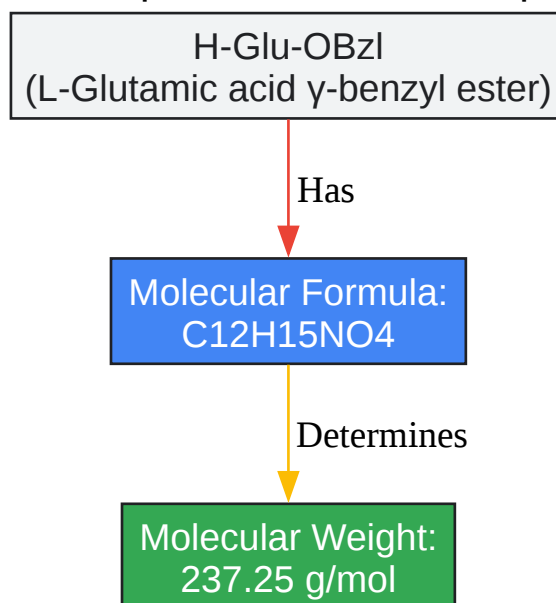 H-Glu-OBzl
(L-Glutamic acid γ-benzyl ester)
Has
Molecular Formula:
C12H15NO4
Determines
Molecular Weight:
237.25 g/mol